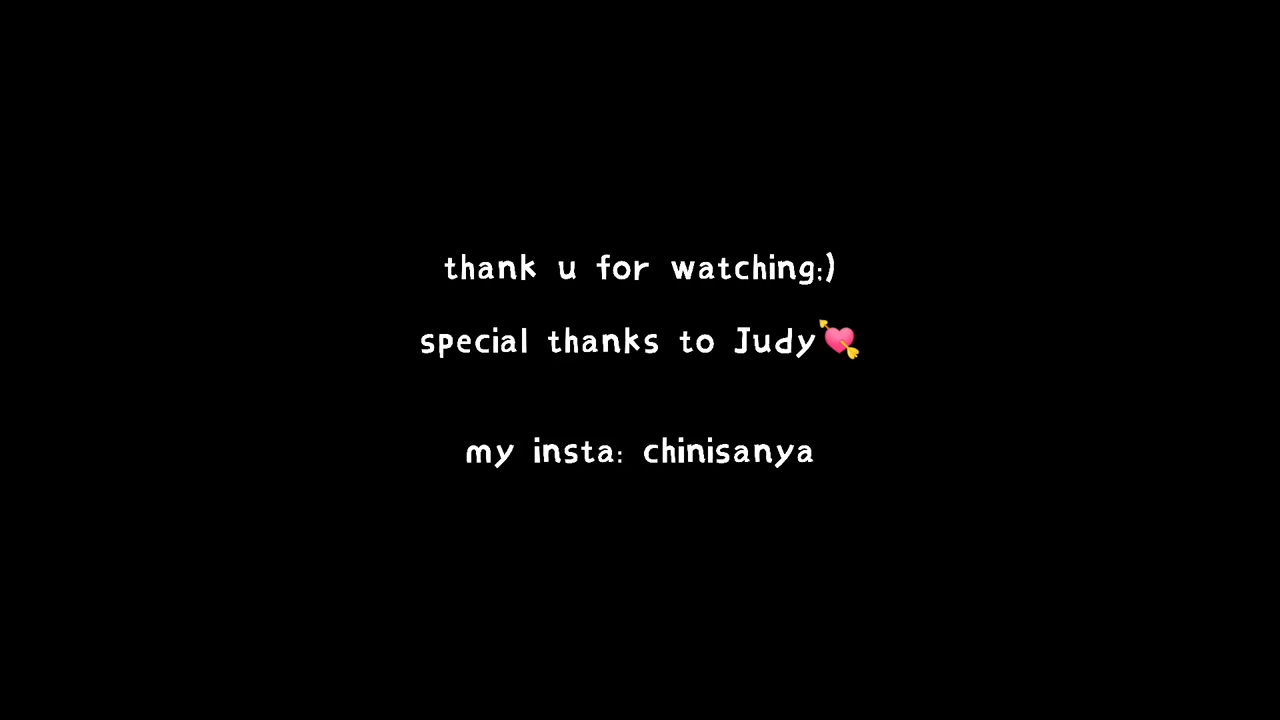 thank u for watching:)
special thanks to Judy💘
my insta: chinisanya